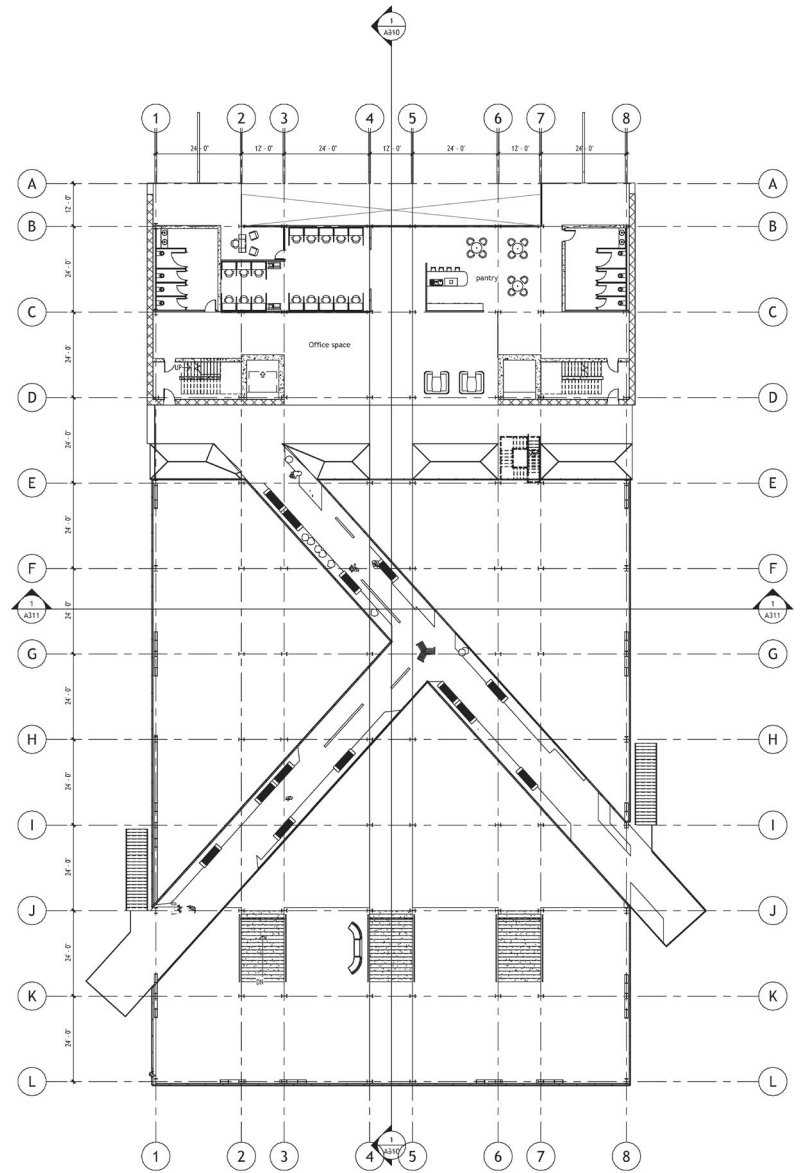 1
A310
1 2 3 4 5 6 7 8
24' - 0" 12' - 0" 24' - 0" 12' - 0" 24' - 0" 12' - 0" 24' - 0"
A A
12' - 0"
B B
24' - 0"
pantry
C C
Office space
24' - 0"
UP
D D
24' - 0"
E E
24' - 0"
F F
1 1
24' - 0"
A311 A311
G G
24' - 0"
H H
24' - 0"
I I
24' - 0"
J J
24' - 0"
DN
K K
24' - 0"
L L
1
A310
1 2 3 4 5 6 7 8